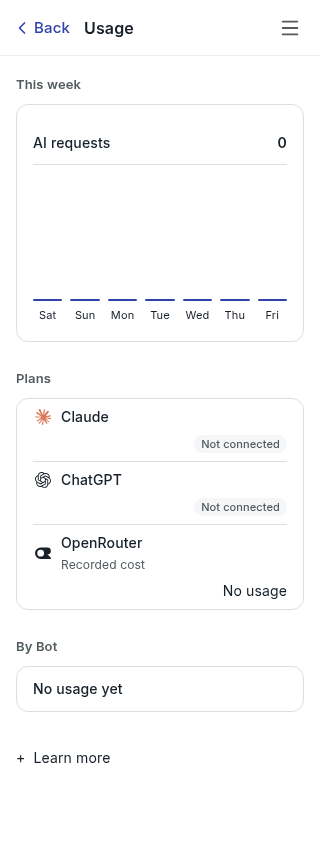 Back Usage
This week
AI requests 0
Sat Sun Mon Tue Wed Thu Fri
Plans
Claude
Not connected
ChatGPT
Not connected
OpenRouter
Recorded cost
No usage
By Bot
No usage yet
+ Learn more